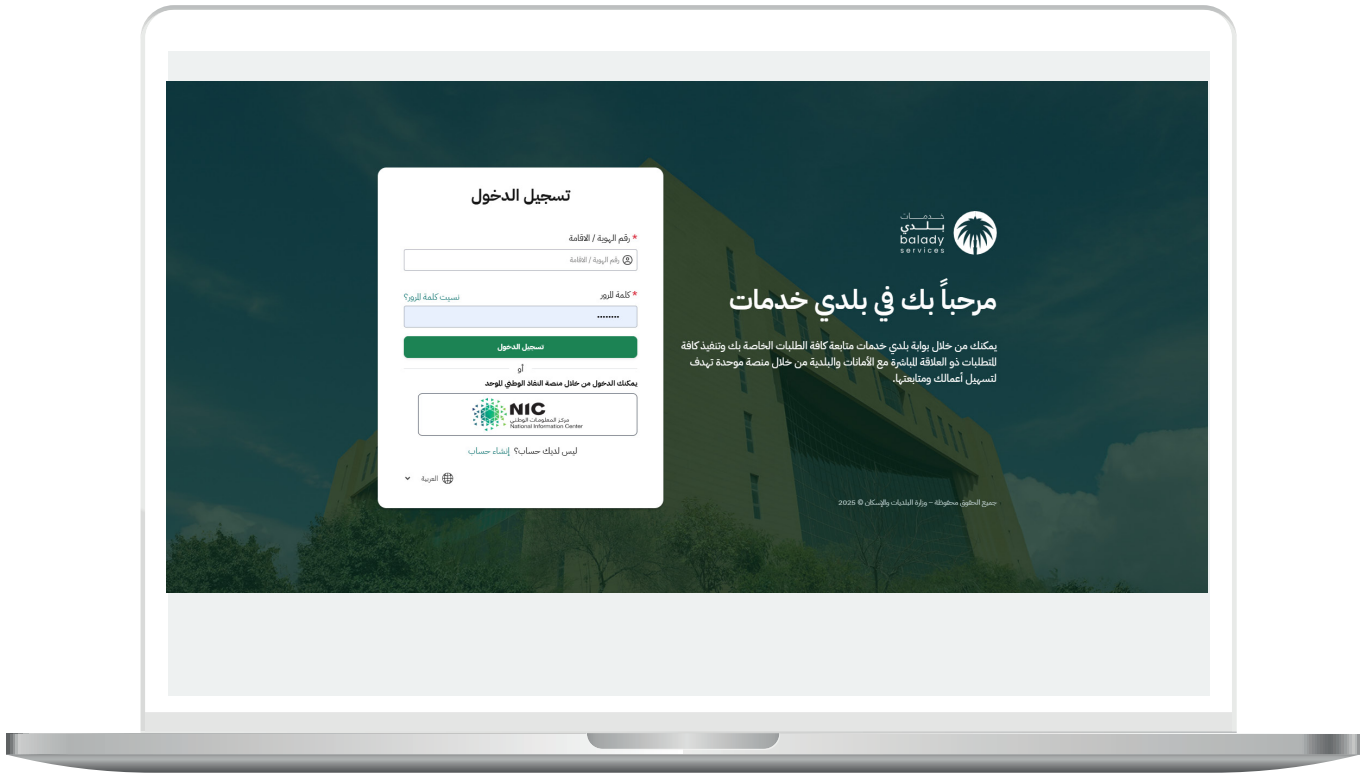 خدمات
بلدي
balady
services
مرحباً بك في بلدي خدمات
يمكنك من خلال بوابة بلدي خدمات متابعة كافة الطلبات الخاصة بك وتنفيذ كافة
المتطلبات ذو العلاقة المباشرة مع الأمانات والبلدية من خلال منصة موحدة تهدف
لتسهيل أعمالك ومتابعتها.
جميع الحقوق محفوظة – وزارة البلديات والإسكان © 2025
تسجيل الدخول
* رقم الهوية / الاقامة
رقم الهوية / الاقامة
* كلمة المرور نسيت كلمة المرور؟
........
تسجيل الدخول
أو
يمكنك الدخول من خلال منصة النفاذ الوطني الموحد
NIC
مركز المعلومات الوطني
National Information Center
ليس لديك حساب؟ إنشاء حساب
العربية